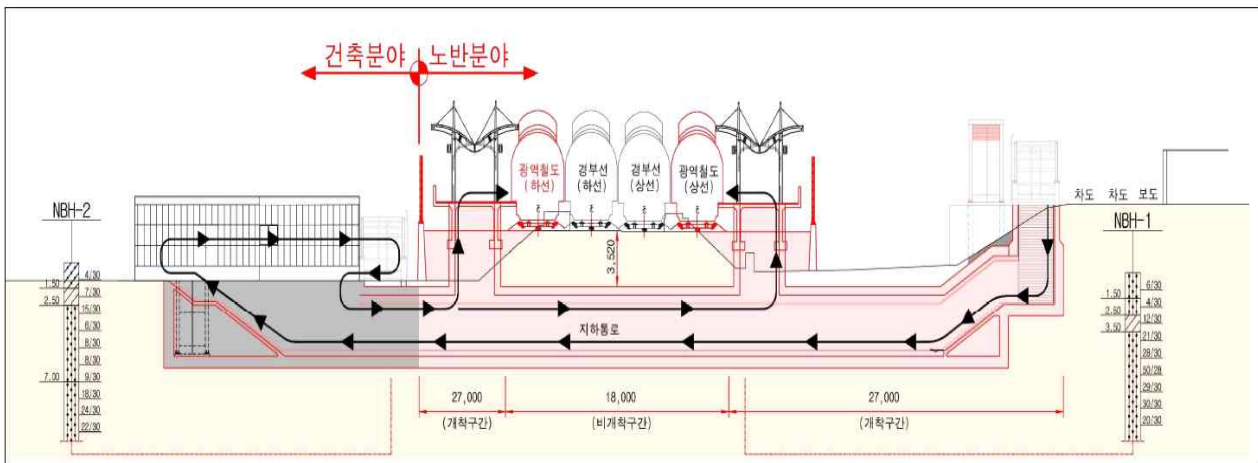 건축분야
노반분야
광역철도
(하선)
경부선
(하선)
경부선
(상선)
광역철도
(상선)
차도 차도 보도
NBH-2
NBH-1
3,520
지하통로
1.50
2.50
7.00
4/30
7/30
15/30
6/30
8/30
8/30
9/30
18/30
24/30
22/30
1.50
2.50
3.50
6/30
4/30
12/30
21/30
28/30
50/28
29/30
30/30
20/30
27,000
(개착구간)
18,000
(비개착구간)
27,000
(개착구간)